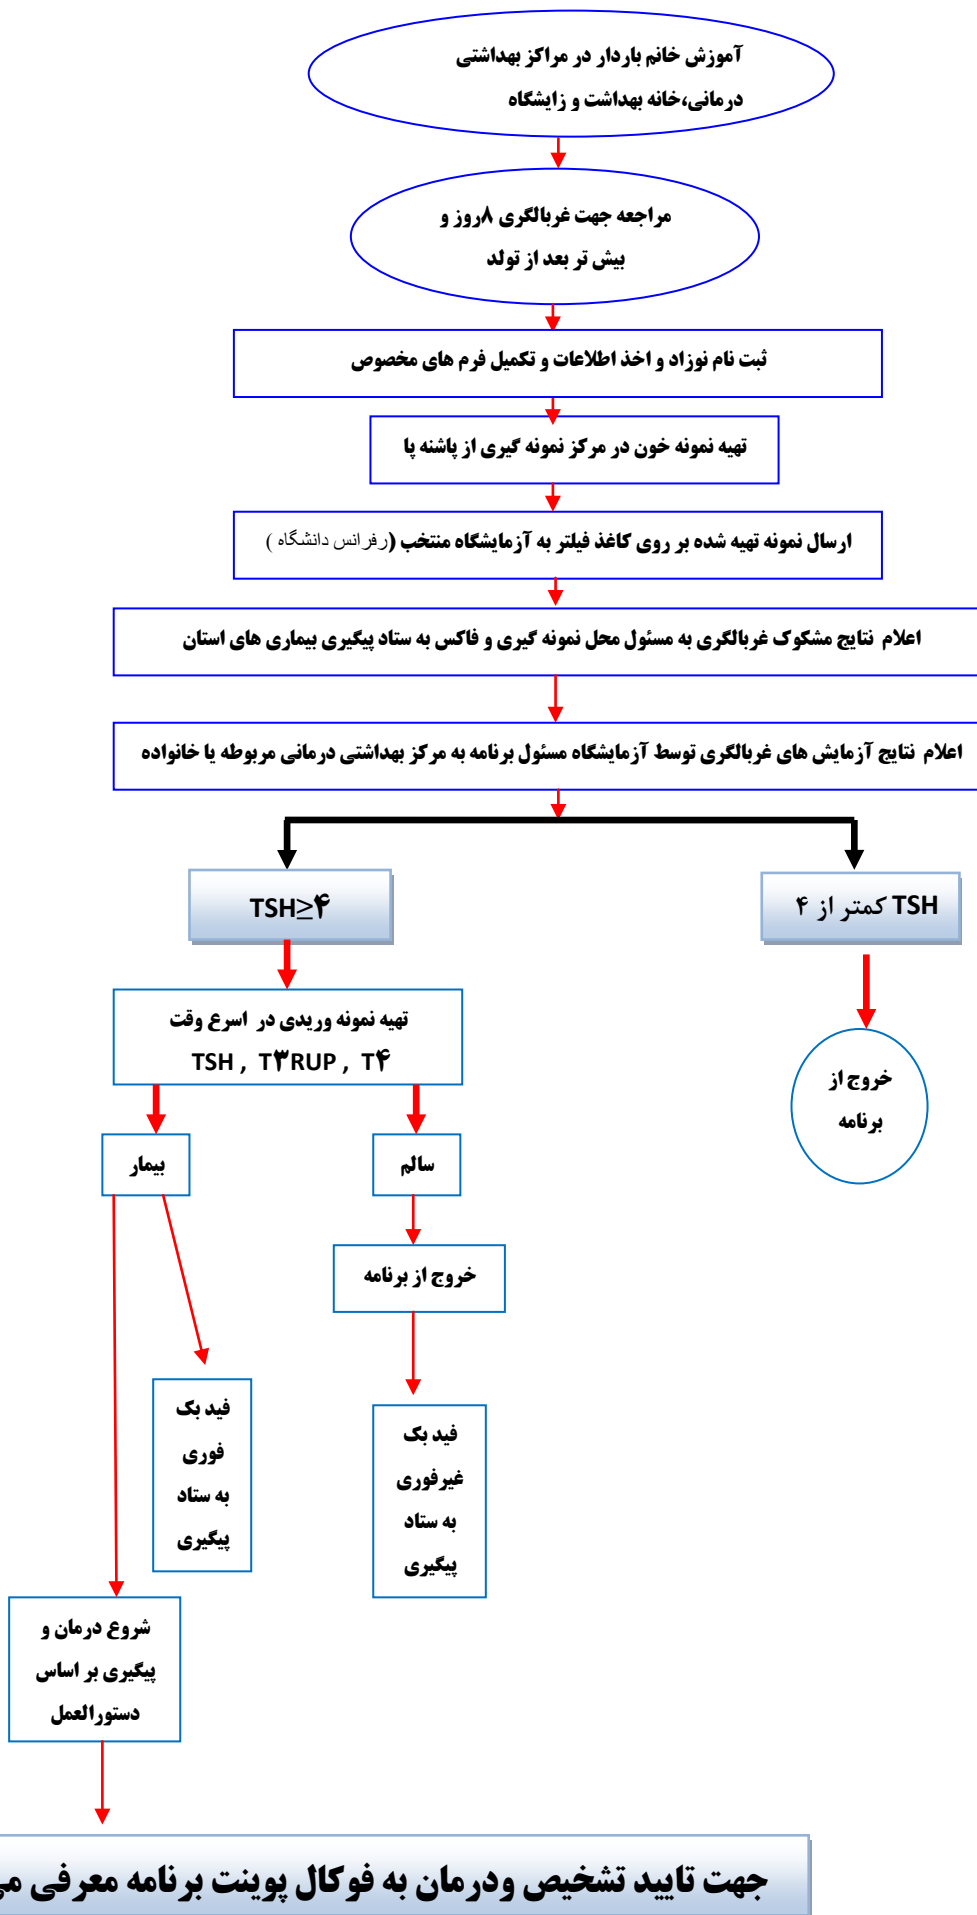 آموزش خانم باردار در مراکز بهداشتی
درمانی،خانه بهداشت و زایشگاه
مراجعه جهت غربالگری ۸روز و
بیش تر بعد از تولد
ثبت نام نوزاد و اخذ اطلاعات و تکمیل فرم های مخصوص
تهیه نمونه خون در مرکز نمونه گیری از پاشنه پا
ارسال نمونه تهیه شده بر روی کاغذ فیلتر به آزمایشگاه منتخب (رفرانس دانشگاه )
اعلام نتایج مشکوک غربالگری به مسئول محل نمونه گیری و فاکس به ستاد پیگیری بیماری های استان
اعلام نتایج آزمایش های غربالگری توسط آزمایشگاه مسئول برنامه به مرکز بهداشتی درمانی مربوطه یا خانواده
TSH کمتر از ۴
TSH≥۴
خروج از
برنامه
تهیه نمونه وریدی در اسرع وقت
TSH , T۳RUP , T۴
سالم
بیمار
خروج از برنامه
فید بک
غیرفوری
به ستاد
پیگیری
فید بک
فوری
به ستاد
پیگیری
شروع درمان و
پیگیری بر اساس
دستورالعمل
جهت تایید تشخیص ودرمان به فوکال پوینت برنامه معرفی